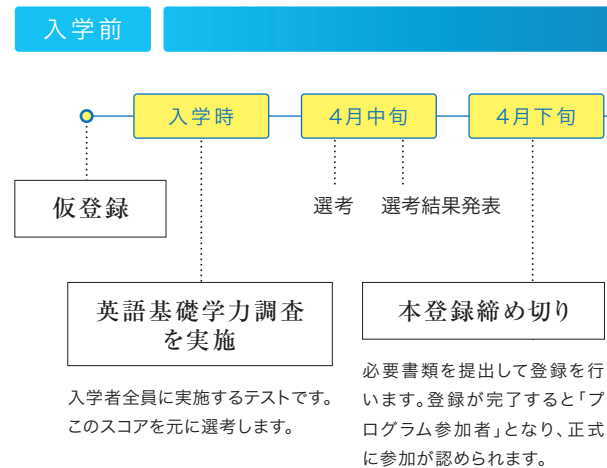 入学前
入学時
4月中旬
4月下旬
仮登録
選考
選考結果発表
英語基礎学力調査
を実施
入学者全員に実施するテストです。
このスコアを元に選考します。
本登録締め切り
必要書類を提出して登録を行
います。登録が完了すると「プ
ログラム参加者」となり、正式
に参加が認められます。